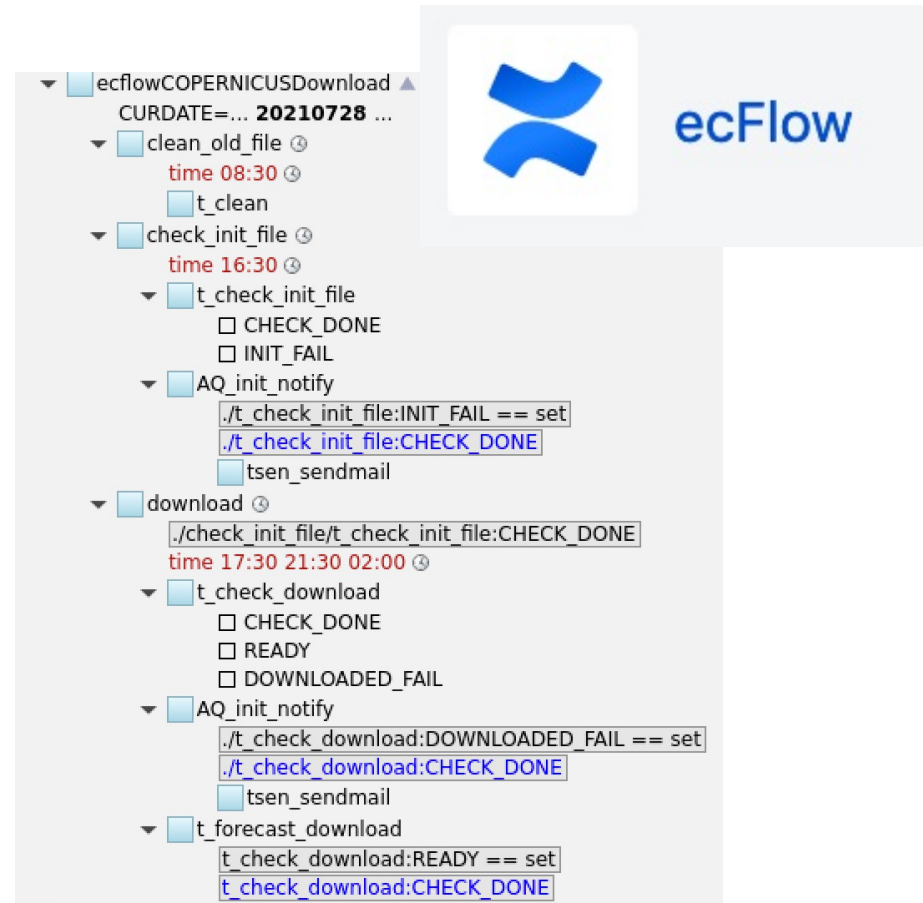 ecFlow
ecflowCOPERNICUSDownload
CURDATE=... 20210728 ...
clean_old_file
time 08:30
t_clean
check_init_file
time 16:30
t_check_init_file
CHECK_DONE
INIT_FAIL
AQ_init_notify
./t_check_init_file:INIT_FAIL == set
./t_check_init_file:CHECK_DONE
tsen_sendmail
download
./check_init_file/t_check_init_file:CHECK_DONE
time 17:30 21:30 02:00
t_check_download
CHECK_DONE
READY
DOWNLOADED_FAIL
AQ_init_notify
./t_check_download:DOWNLOADED_FAIL == set
./t_check_download:CHECK_DONE
tsen_sendmail
t_forecast_download
t_check_download:READY == set
t_check_download:CHECK_DONE